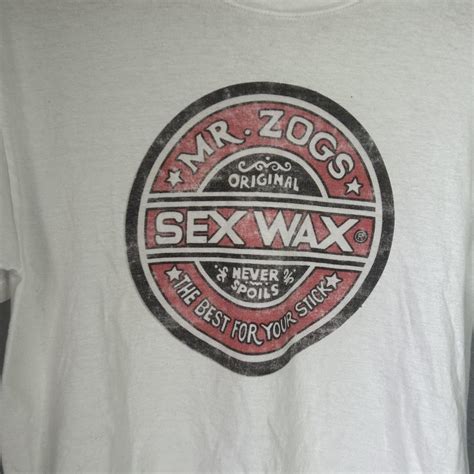 MR. ZOGS
ORIGINAL
SEX WAX ®
NEVER
SPOILS
THE BEST FOR YOUR STICK